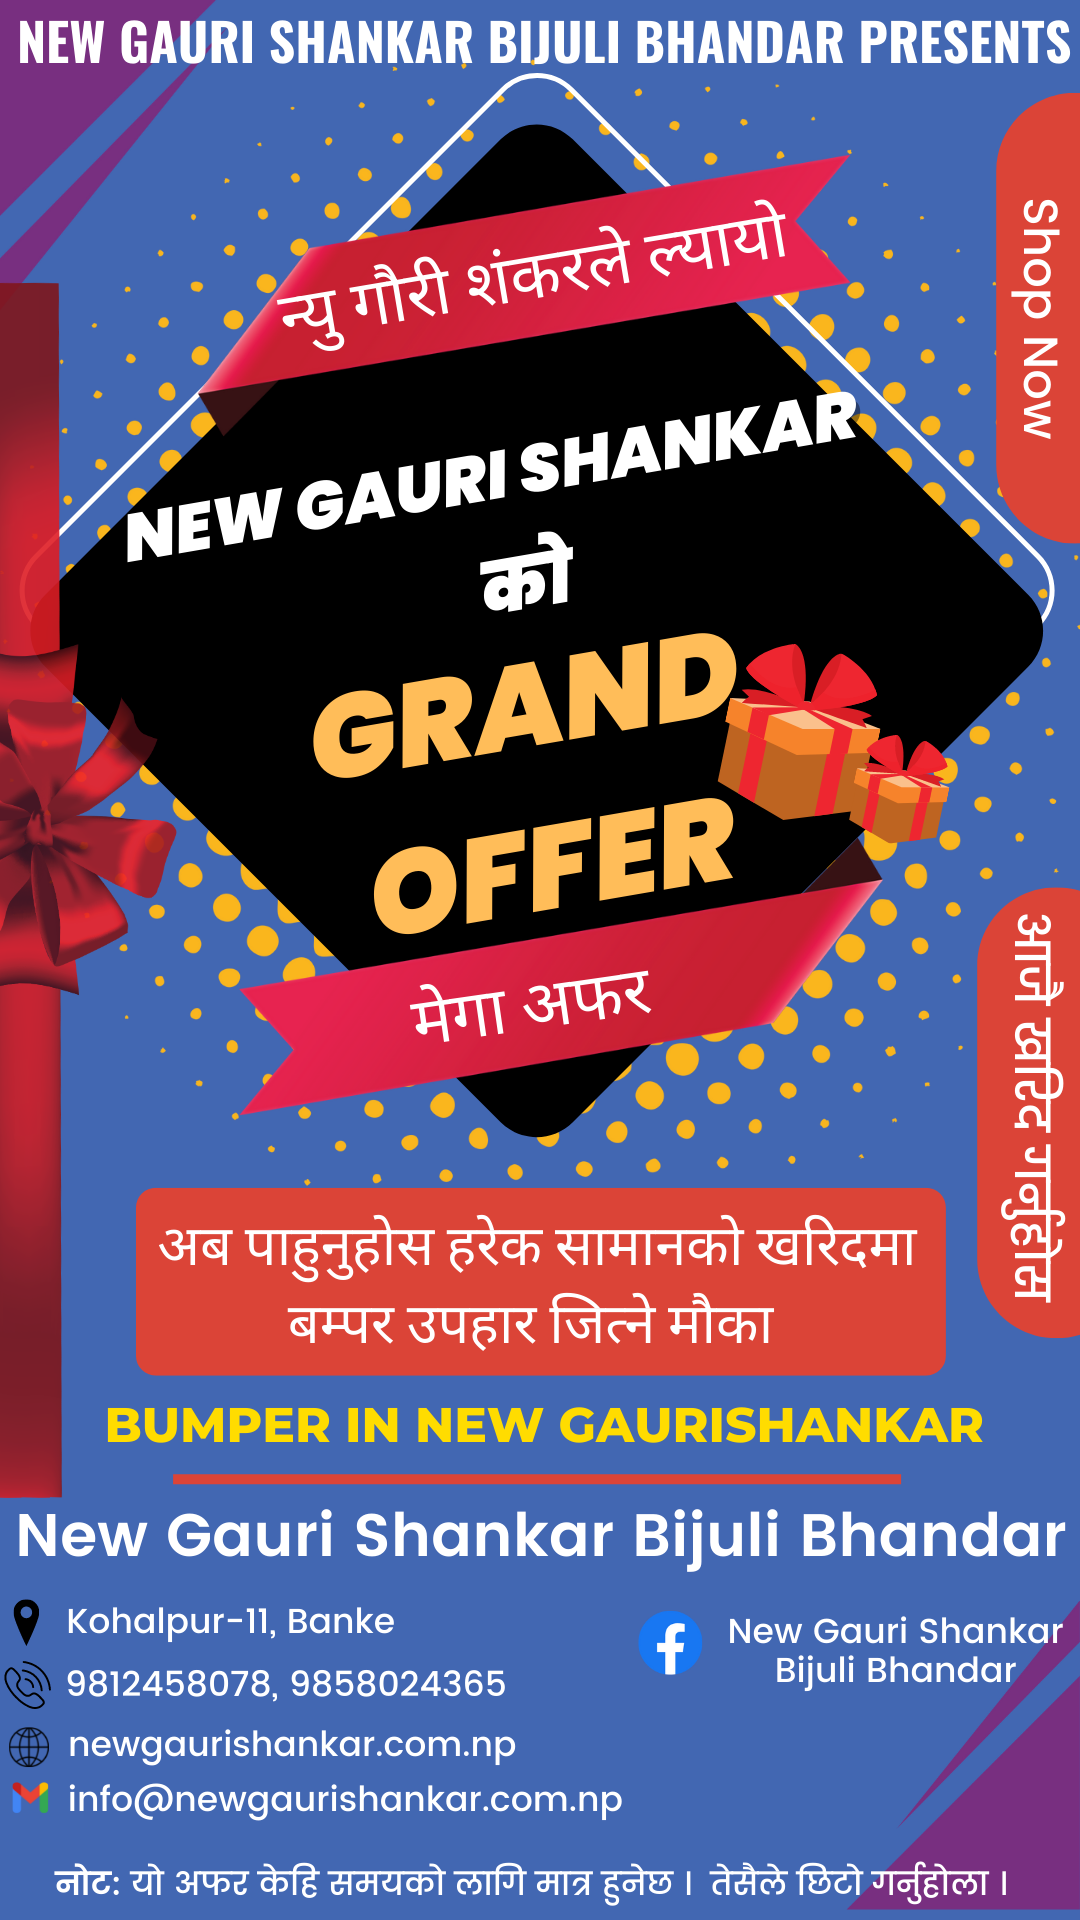 NEW GAURI SHANKAR BIJULI BHANDAR PRESENTS
Shop Now
न्यु गौरी शंकरले ल्यायो
NEW GAURI SHANKAR
को
GRAND
OFFER
मेगा अफर
आजै खरिद गर्नुहोस
अब पाहुनुहोस हरेक सामानको खरिदमा
बम्पर उपहार जित्ने मौका
BUMPER IN NEW GAURISHANKAR
New Gauri Shankar Bijuli Bhandar
Kohalpur-11, Banke
9812458078, 9858024365
newgaurishankar.com.np
info@newgaurishankar.com.np
New Gauri Shankar
Bijuli Bhandar
नोट: यो अफर केहि समयको लागि मात्र हुनेछ । तेसैले छिटो गर्नुहोला ।